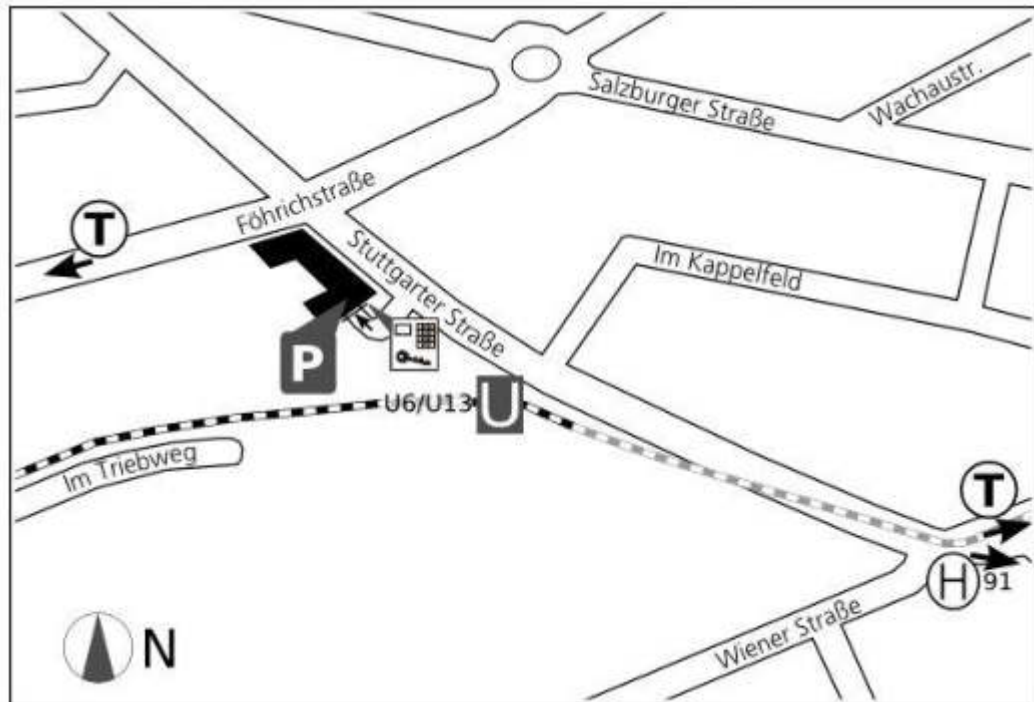 Salzburger Straße
Wachaustr.
Föhrichstraße
T
Stuttgarter Straße
Im Kappelfeld
P
U6/U13
U
Im Triebweg
T
H
91
Wiener Straße
N